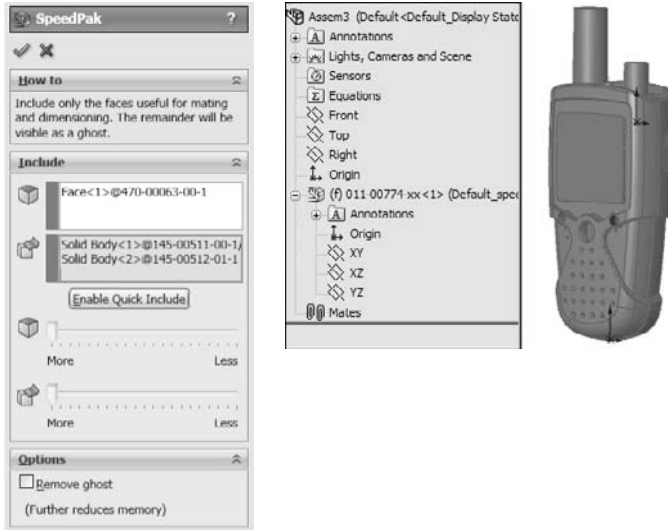 SpeedPak
?
How to
Include only the faces useful for mating
and dimensioning. The remainder will be
visible as a ghost.
Include
Face<1>@470-00063-00-1
Solid Body<1>@145-00511-00-1/
Solid Body<2>@145-00512-01-1
Enable Quick Include
More Less
More Less
Options
Remove ghost
(Further reduces memory)
Assem3 (Default<Default_Display State
A Annotations
Lights, Cameras and Scene
Sensors
Σ Equations
Front
Top
Right
Origin
(f) 011-00774-xx<1> (Default_spee
A Annotations
Origin
XY
XZ
YZ
Mates